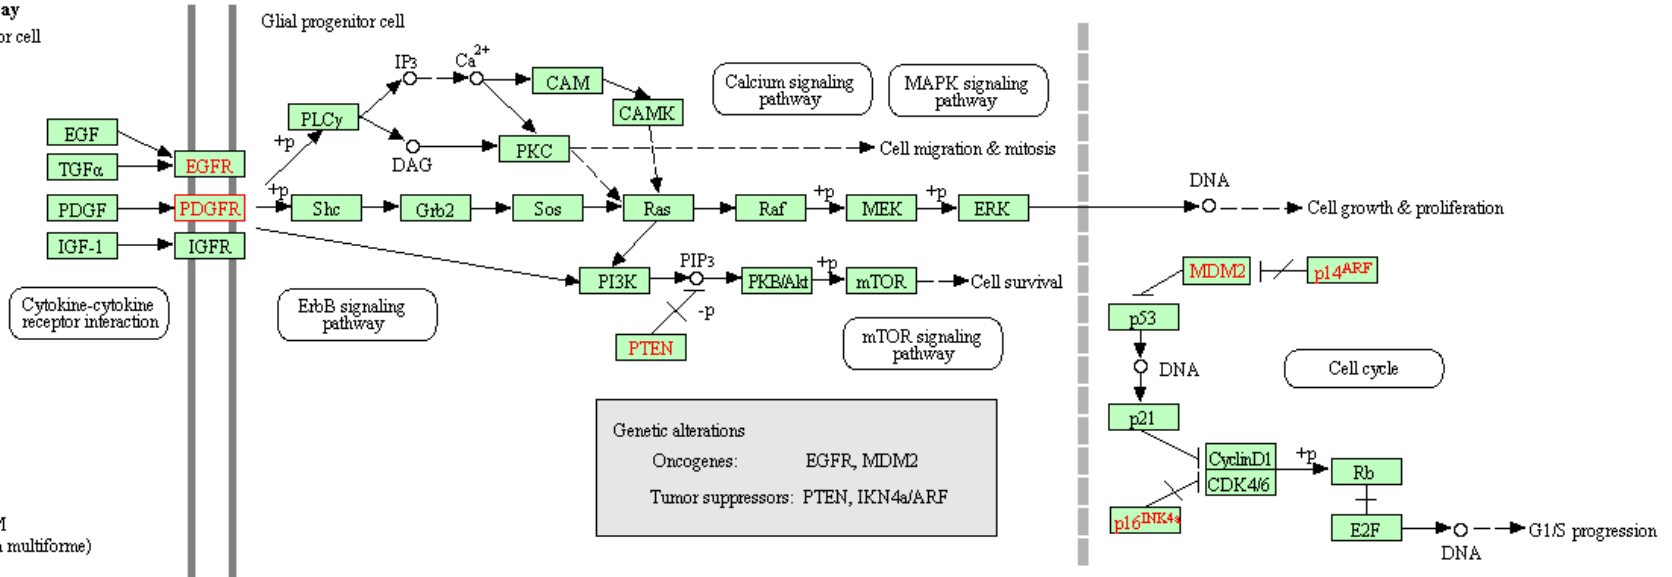 ay
or cell
Glial progenitor cell
IP3
Ca2+
CAM
CAMK
Calcium signaling
pathway
MAPK signaling
pathway
PLCγ
+p
DAG
PKC
Cell migration & mitosis
EGF
TGFα
EGFR
PDGF
PDGFR
+p
Shc
Grb2
Sos
Ras
Raf
+p
MEK
+p
ERK
DNA
Cell growth & proliferation
IGF-1
IGFR
PI3K
PIP3
PKB/Akt
+p
mTOR
Cell survival
-p
PTEN
Cytokine-cytokine
receptor interaction
ErbB signaling
pathway
mTOR signaling
pathway
MDM2
p14ARF
p53
DNA
Cell cycle
p21
CyclinD1
CDK4/6
+p
Rb
p16INK4a
E2F
DNA
G1/S progression
Genetic alterations
Oncogenes: EGFR, MDM2
Tumor suppressors: PTEN, IKN4a/ARF
M
multiforme)